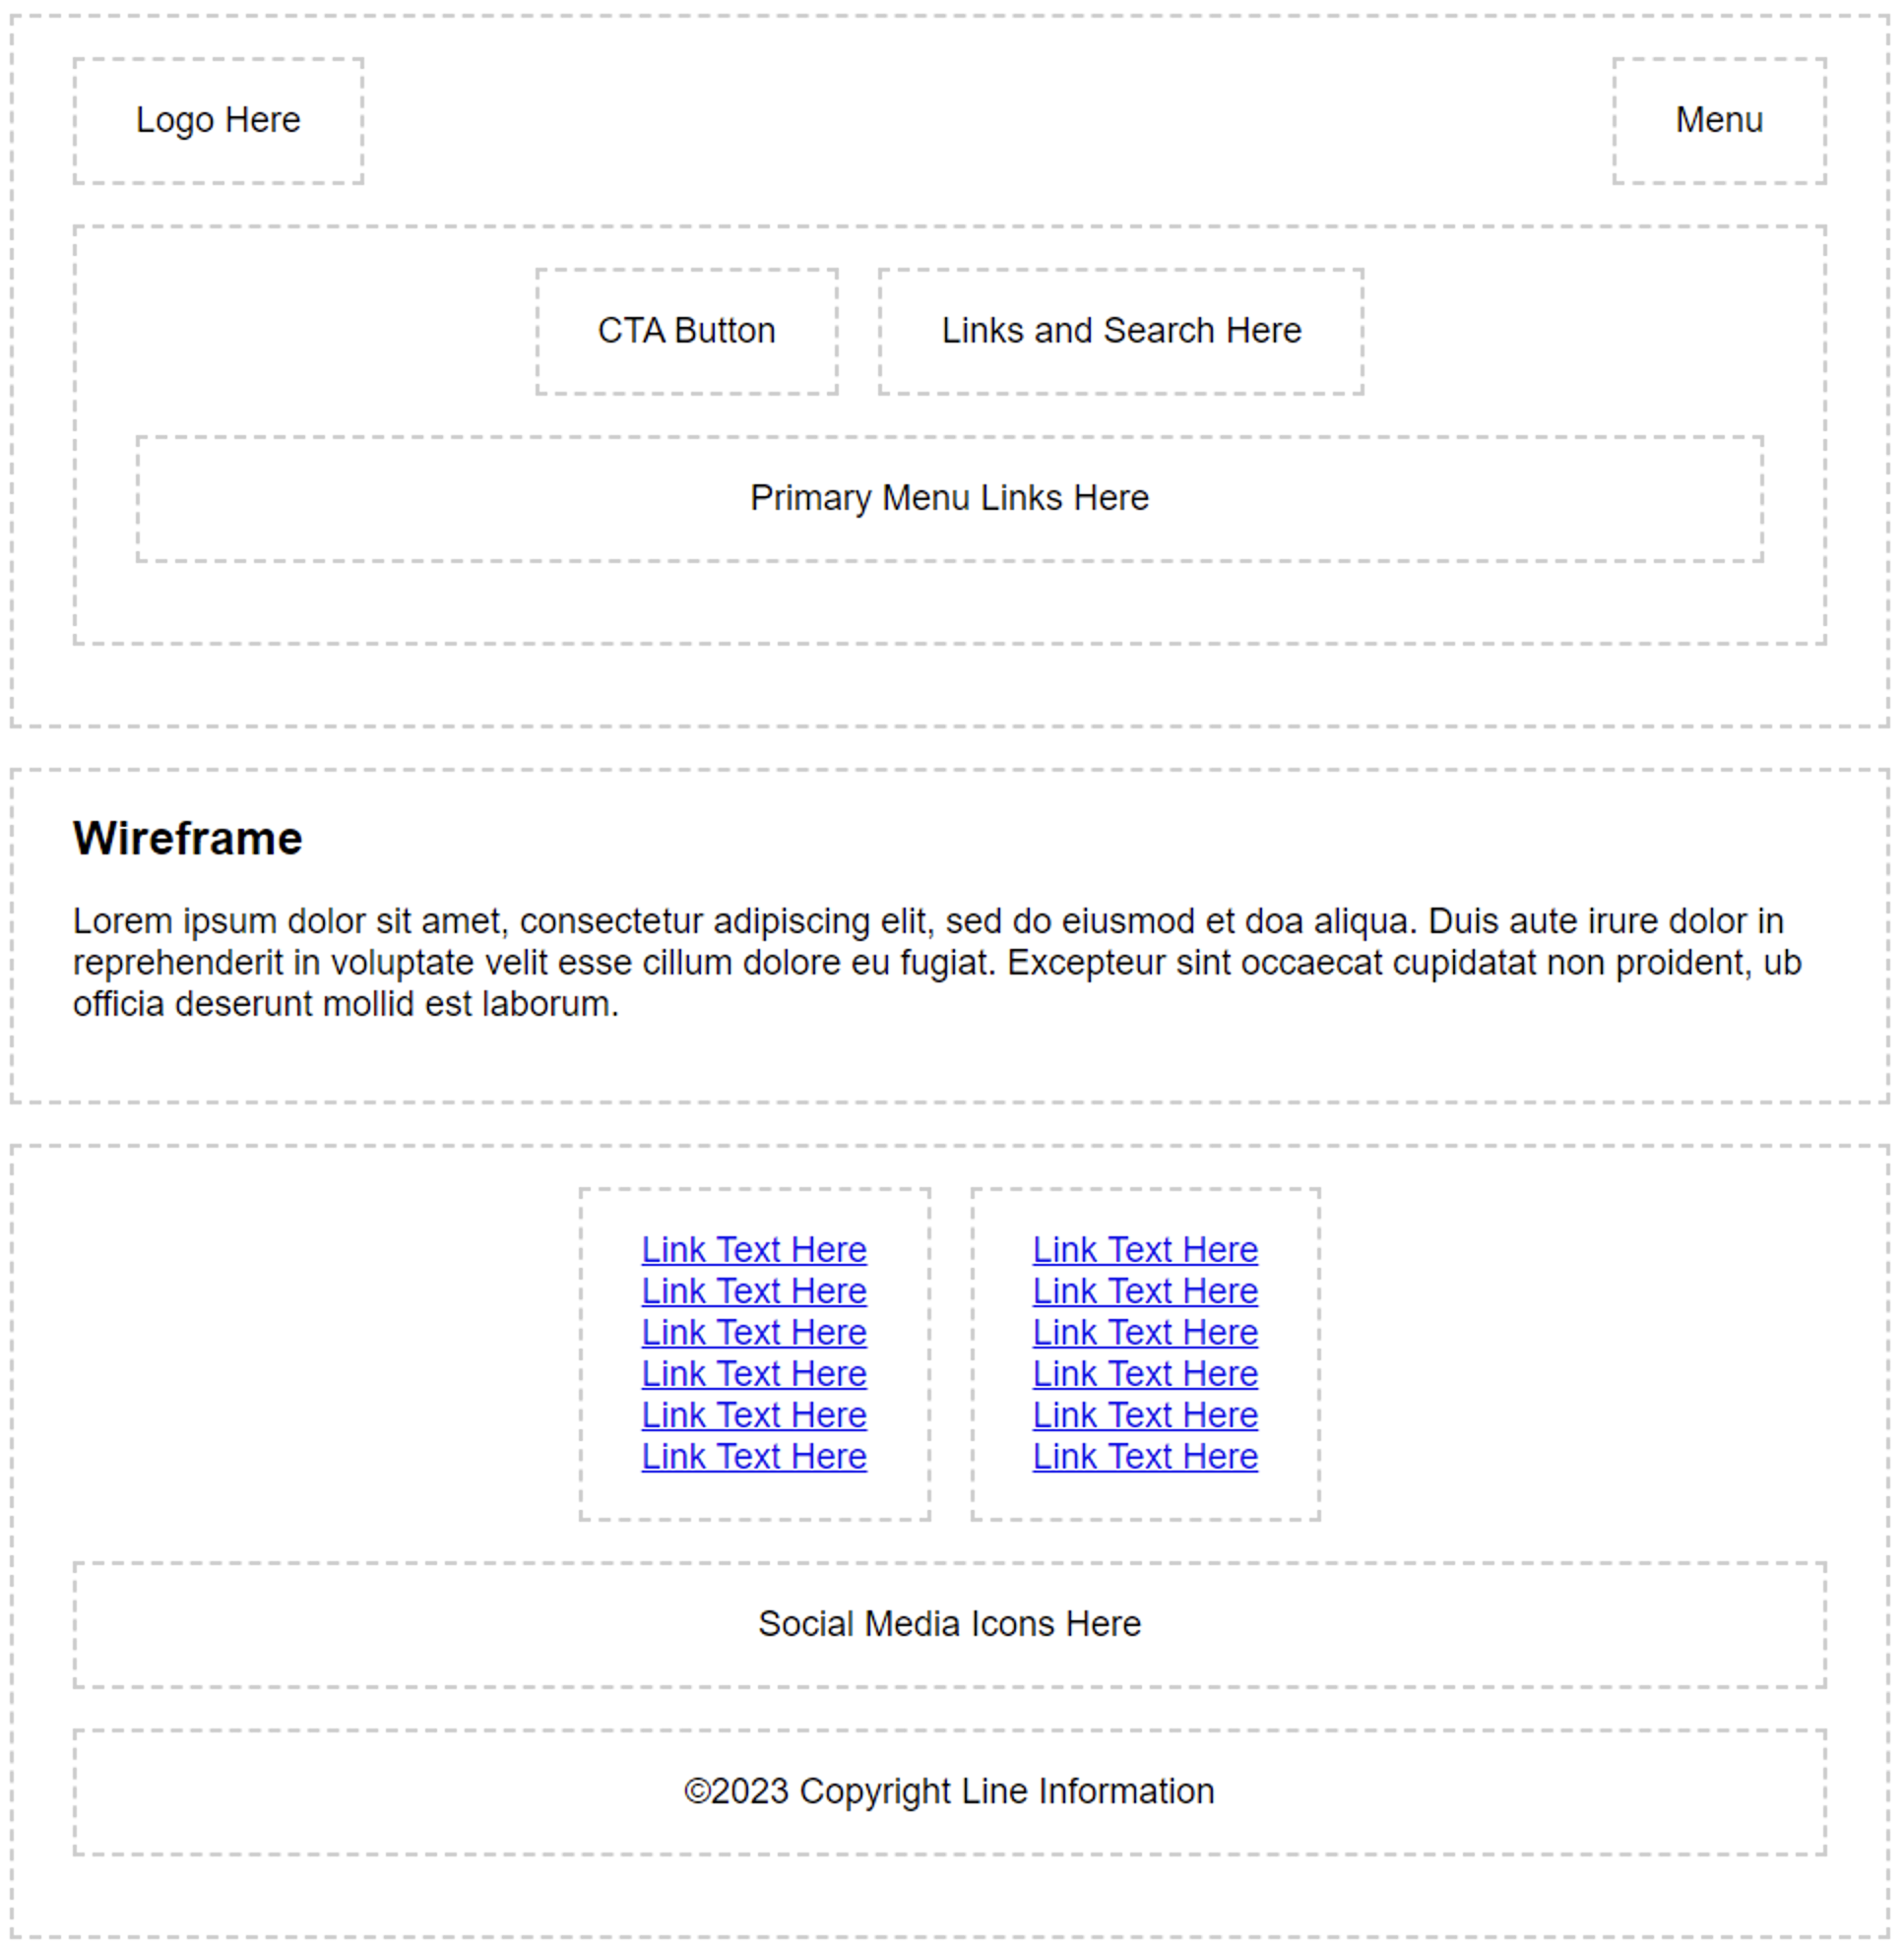 Logo Here
Menu
CTA Button
Links and Search Here
Primary Menu Links Here
Wireframe
Lorem ipsum dolor sit amet, consectetur adipiscing elit, sed do eiusmod et doa aliqua. Duis aute irure dolor in
reprehenderit in voluptate velit esse cillum dolore eu fugiat. Excepteur sint occaecat cupidatat non proident, ub
officia deserunt mollid est laborum.
Link Text Here
Link Text Here
Link Text Here
Link Text Here
Link Text Here
Link Text Here
Link Text Here
Link Text Here
Link Text Here
Link Text Here
Link Text Here
Link Text Here
Social Media Icons Here
©2023 Copyright Line Information